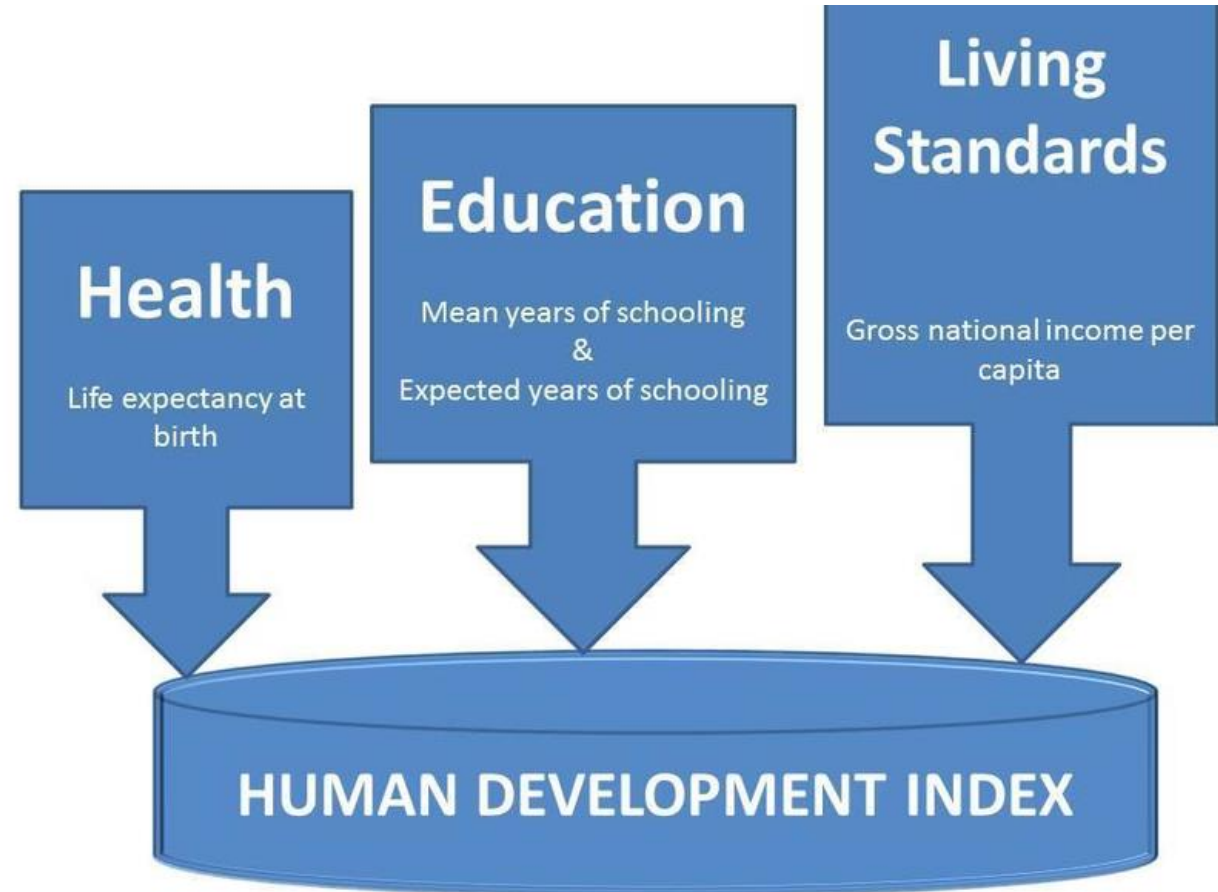 Health
Life expectancy at
birth
Education
Mean years of schooling
&
Expected years of schooling
Living
Standards
Gross national income per
capita
HUMAN DEVELOPMENT INDEX